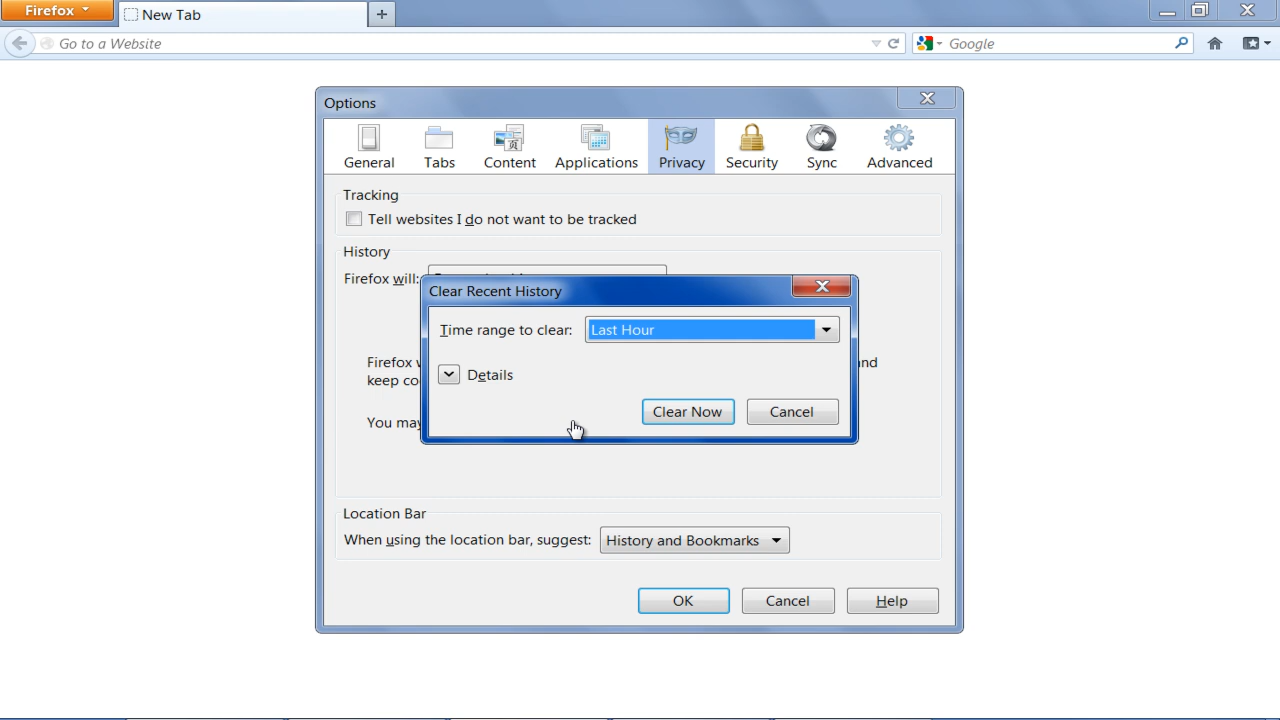 Firefox
New Tab
Go to a Website
Google
Options
General
Tabs
Content
Applications
Privacy
Security
Sync
Advanced
Tracking
Tell websites I do not want to be tracked
History
Firefox will:
Clear Recent History
Time range to clear: Last Hour
Firefox
and
keep co
Details
You may
Clear Now
Cancel
Location Bar
When using the location bar, suggest: History and Bookmarks
OK
Cancel
Help